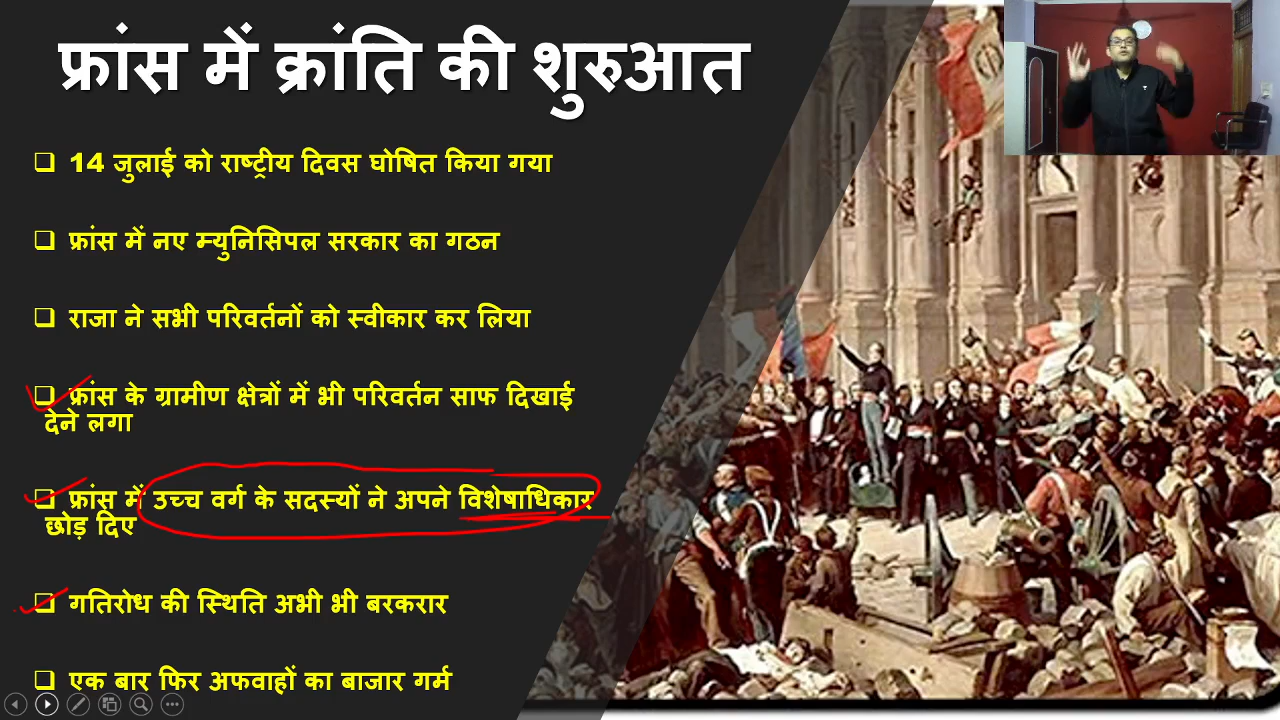 फ्रांस में क्रांति की शुरुआत
14 जुलाई को राष्ट्रीय दिवस घोषित किया गया
फ्रांस में नए म्युनिसिपल सरकार का गठन
राजा ने सभी परिवर्तनों को स्वीकार कर लिया
फ्रांस के ग्रामीण क्षेत्रों में भी परिवर्तन साफ दिखाई
देने लगा
फ्रांस में उच्च वर्ग के सदस्यों ने अपने विशेषाधिकार
छोड़ दिए
गतिरोध की स्थिति अभी भी बरकरार
एक बार फिर अफवाहों का बाजार गर्म